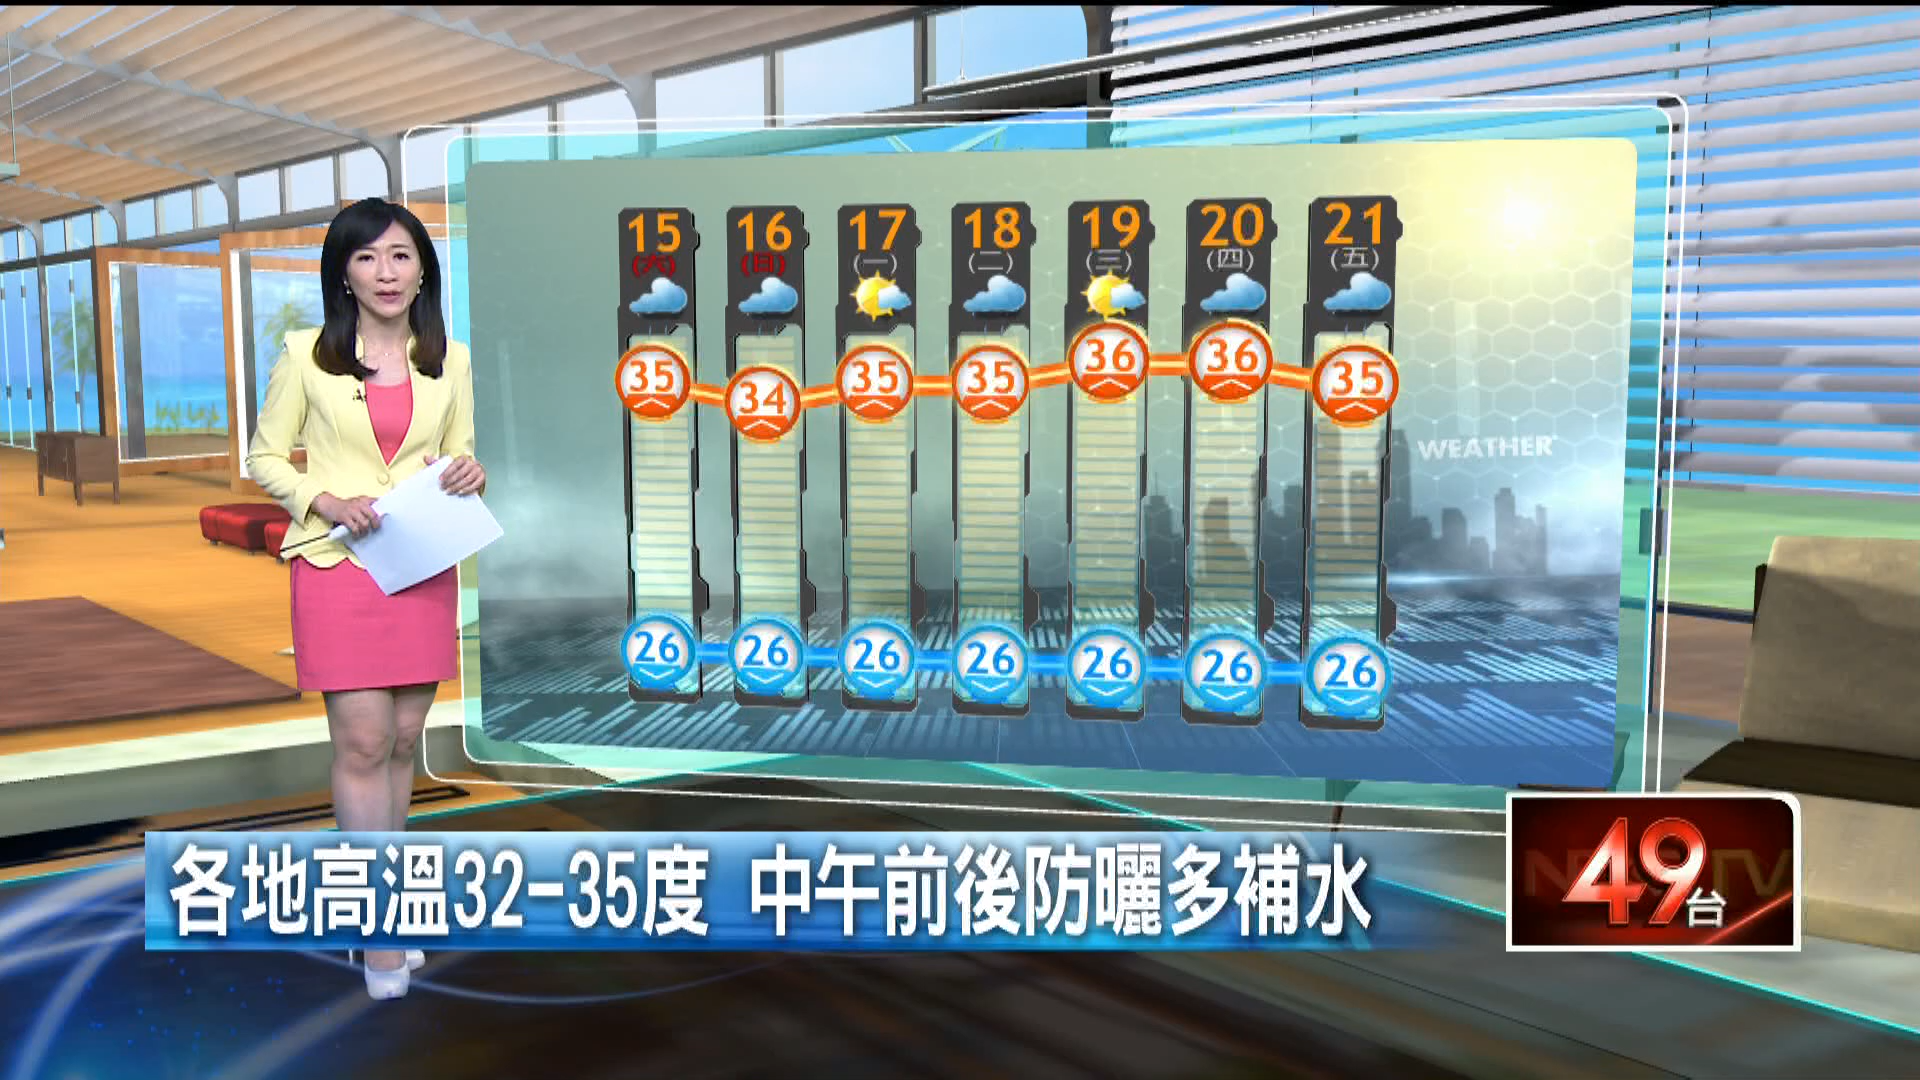 15 16 17 18 19 20 21
(六) (日) (一) (二) (三) (四) (五)
35 34 35 35 36 36 35
WEATHER
26 26 26 26 26 26 26
各地高溫32-35度 中午前後防曬多補水
49台